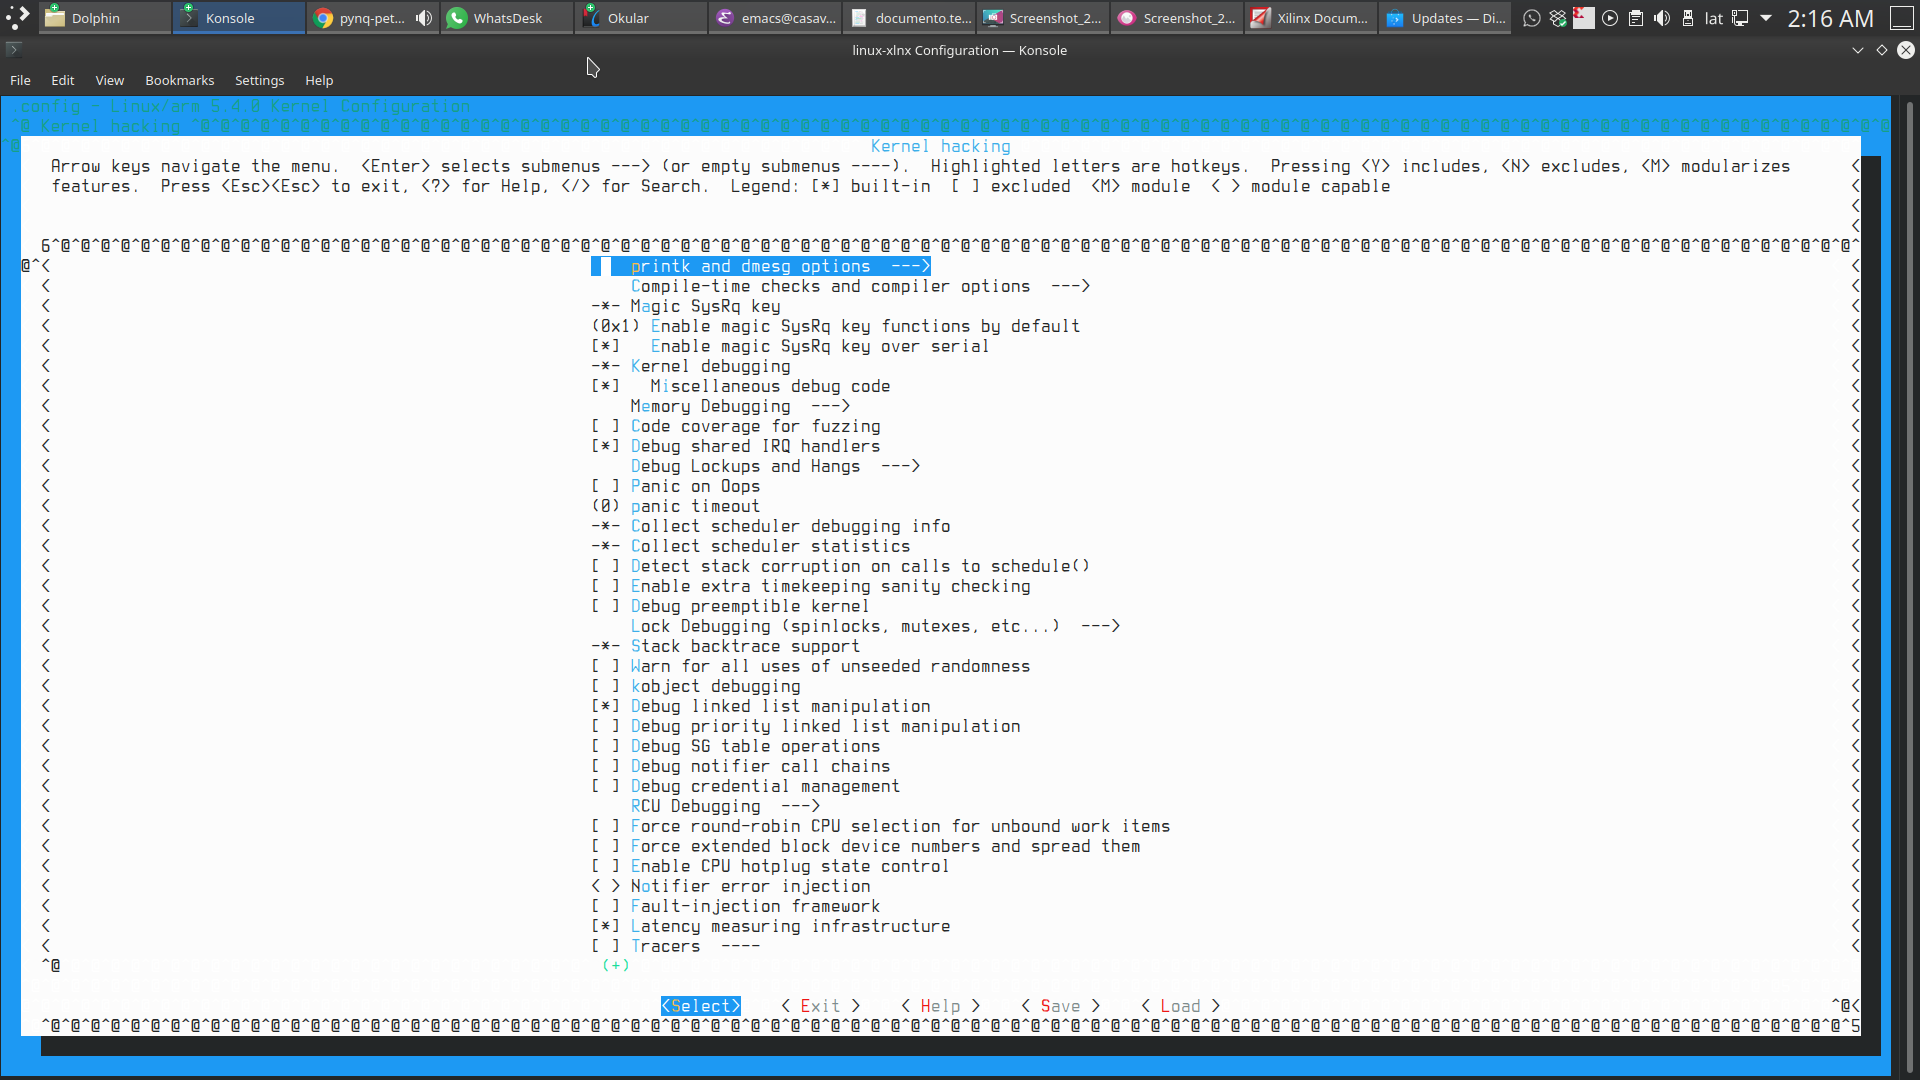 Dolphin
Konsole
pynq-pet...
WhatsDesk
Okular
emacs@casav...
documento.te...
Screenshot_2...
Screenshot_2...
Xilinx Docum...
Updates — Di...
lat
2:16 AM
linux-xlnx Configuration — Konsole
File Edit View Bookmarks Settings Help
.config - Linux/arm 5.4.0 Kernel Configuration
Kernel hacking
Kernel hacking
Arrow keys navigate the menu. <Enter> selects submenus ---> (or empty submenus ----). Highlighted letters are hotkeys. Pressing <Y> includes, <N> excludes, <M> modularizes
features. Press <Esc><Esc> to exit, <?> for Help, </> for Search. Legend: [*] built-in [ ] excluded <M> module < > module capable
printk and dmesg options --->
Compile-time checks and compiler options --->
-*- Magic SysRq key
(0x1) Enable magic SysRq key functions by default
[*] Enable magic SysRq key over serial
-*- Kernel debugging
[*] Miscellaneous debug code
Memory Debugging --->
[ ] Code coverage for fuzzing
[*] Debug shared IRQ handlers
Debug Lockups and Hangs --->
[ ] Panic on Oops
(0) panic timeout
-*- Collect scheduler debugging info
-*- Collect scheduler statistics
[ ] Detect stack corruption on calls to schedule()
[ ] Enable extra timekeeping sanity checking
[ ] Debug preemptible kernel
Lock Debugging (spinlocks, mutexes, etc...) --->
-*- Stack backtrace support
[ ] Warn for all uses of unseeded randomness
[ ] kobject debugging
[*] Debug linked list manipulation
[ ] Debug priority linked list manipulation
[ ] Debug SG table operations
[ ] Debug notifier call chains
[ ] Debug credential management
RCU Debugging --->
[ ] Force round-robin CPU selection for unbound work items
[ ] Force extended block device numbers and spread them
[ ] Enable CPU hotplug state control
< > Notifier error injection
[ ] Fault-injection framework
[*] Latency measuring infrastructure
[ ] Tracers ----
(+)
<Select> < Exit > < Help > < Save > < Load >